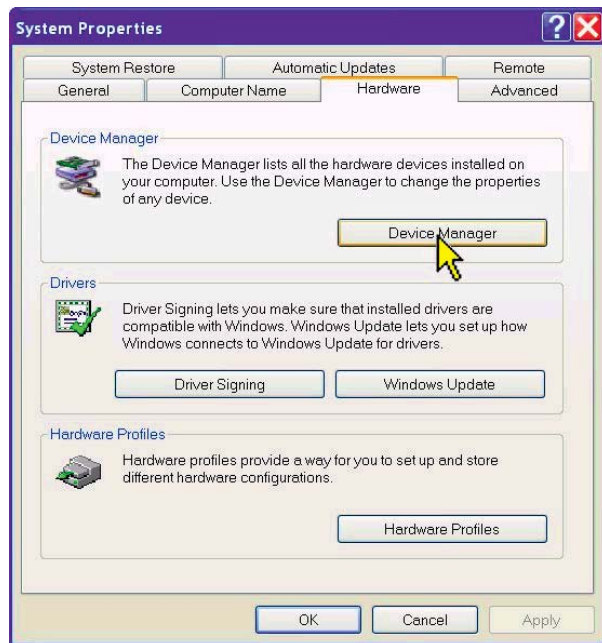 System Properties
System Restore Automatic Updates Remote
General Computer Name Hardware Advanced
Device Manager
The Device Manager lists all the hardware devices installed on
your computer. Use the Device Manager to change the properties
of any device.
Device Manager
Drivers
Driver Signing lets you make sure that installed drivers are
compatible with Windows. Windows Update lets you set up how
Windows connects to Windows Update for drivers.
Driver Signing Windows Update
Hardware Profiles
Hardware profiles provide a way for you to set up and store
different hardware configurations.
Hardware Profiles
OK Cancel Apply